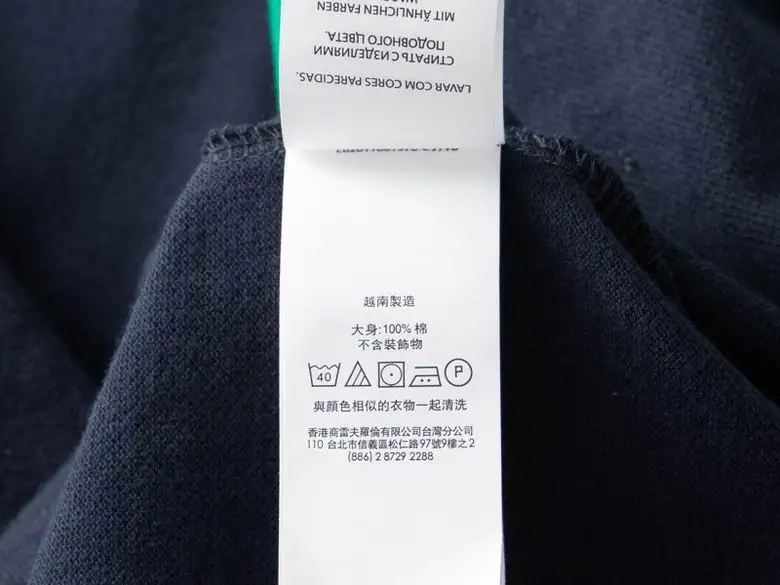 MIT ÄHNLICHEN FARBEN
ПОДОБНОГО ЦВЕТА.
СТИРАТЬ С ИЗДЕЛИЯМИ
LAVAR COM CORES PARECIDAS.
越南製造
大身:100% 棉
不含裝飾物
40 P
與顏色相似的衣物一起清洗
香港商雷夫羅倫有限公司台灣分公司
110 台北市信義區松仁路97號9樓之2
(886) 2 8729 2288